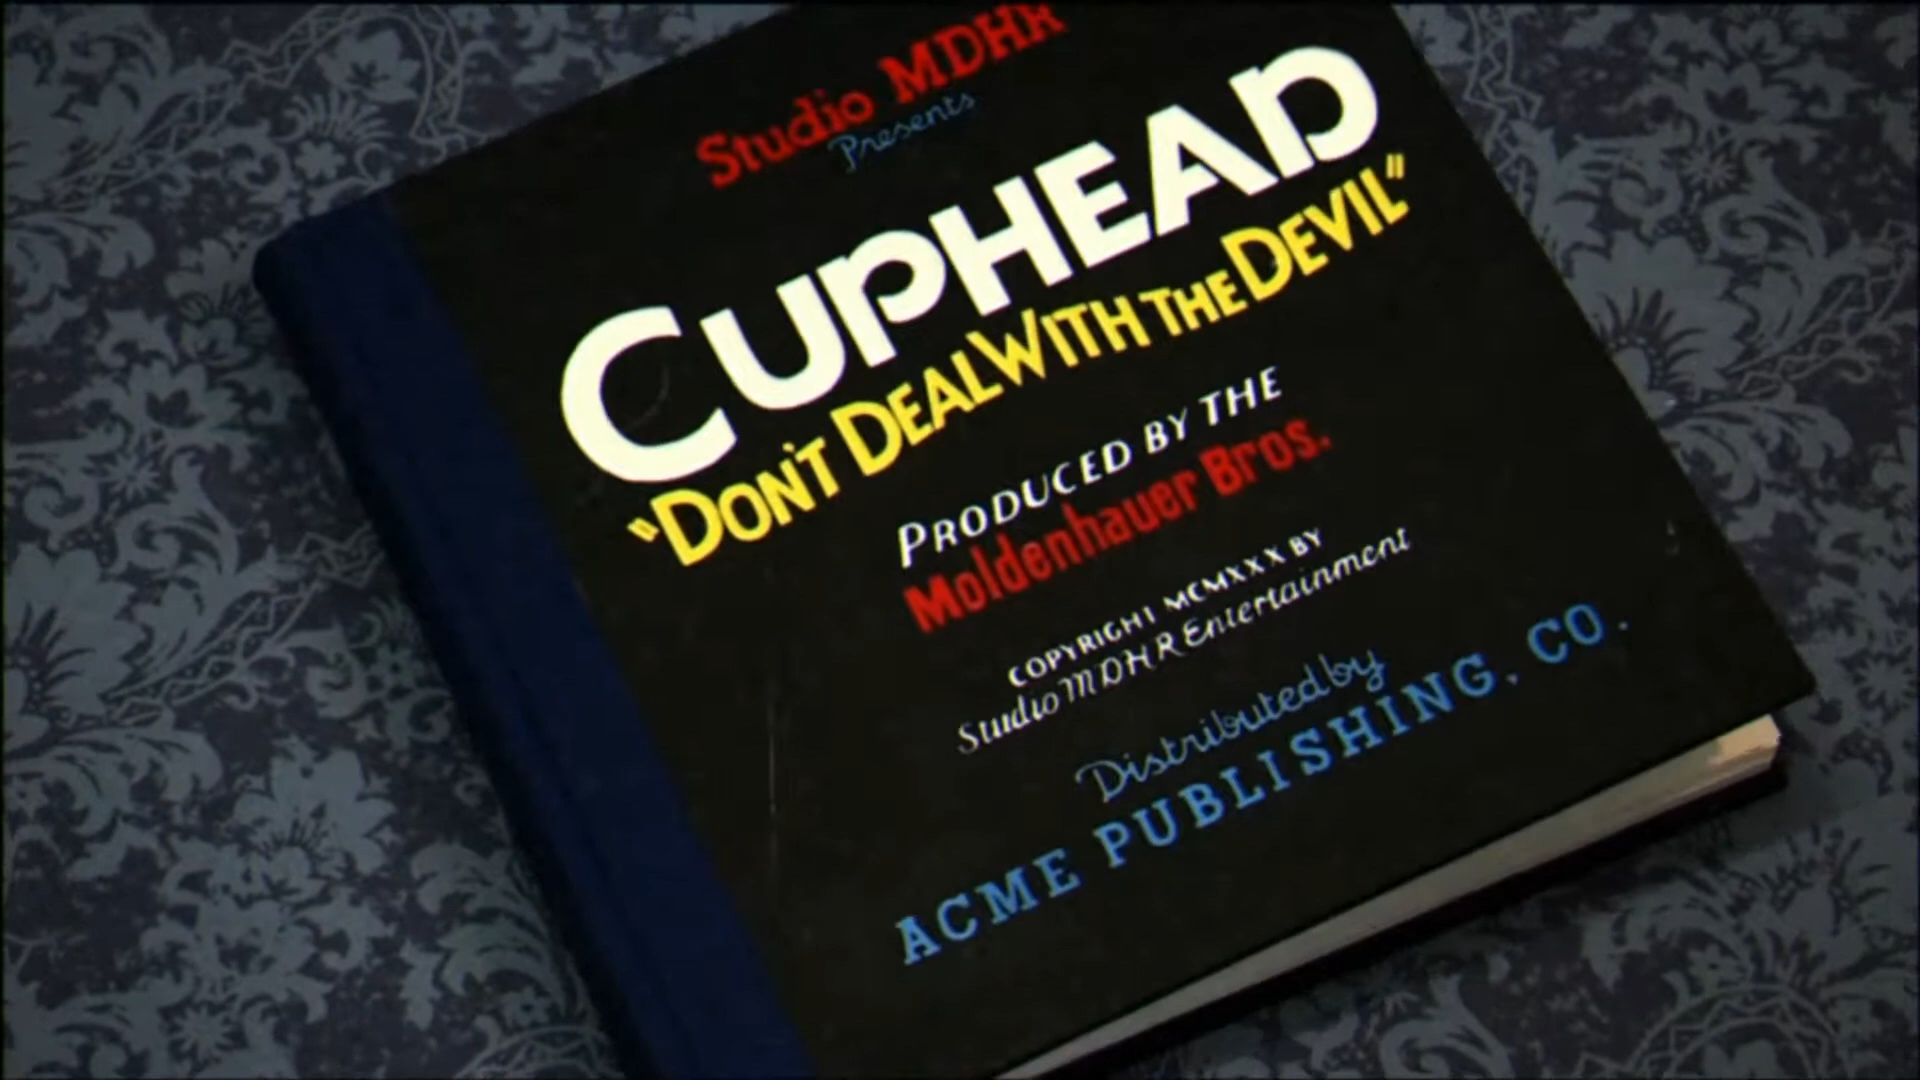 Studio MDHR
Presents
CUPHEAD
"DON'T DEAL WITH THE DEVIL"
PRODUCED BY THE
Moldenhauer Bros.
COPYRIGHT MCMXXX BY
Studio MDHR Entertainment
Distributed by
ACME PUBLISHING, CO.